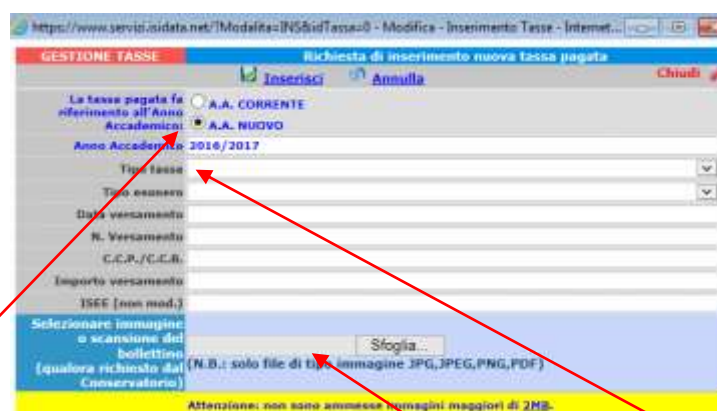 https://www.servizi.isidata.net/?Modalita=INS&idTassa=0 - Modifica - Inserimento Tasse - Internet...
GESTIONE TASSE Richiesta di inserimento nuova tassa pagata
Inserisci Annulla Chiudi
La tassa pagata fa riferimento all'Anno Accademico:
A.A. CORRENTE
A.A. NUOVO
Anno Accademico 2016/2017
Tipo tassa
Tipo esonero
Data versamento
N. Versamento
C.C.P./C.C.B.
Importo versamento
ISEE (non mod.)
Selezionare immagine
o scansione del
bollettino
(qualora richiesto dal
Conservatorio)
Sfoglia...
(N.B.: solo file di tipo immagine JPG,JPEG,PNG,PDF)
Attenzione: non sono ammesse immagini maggiori di 2MB.